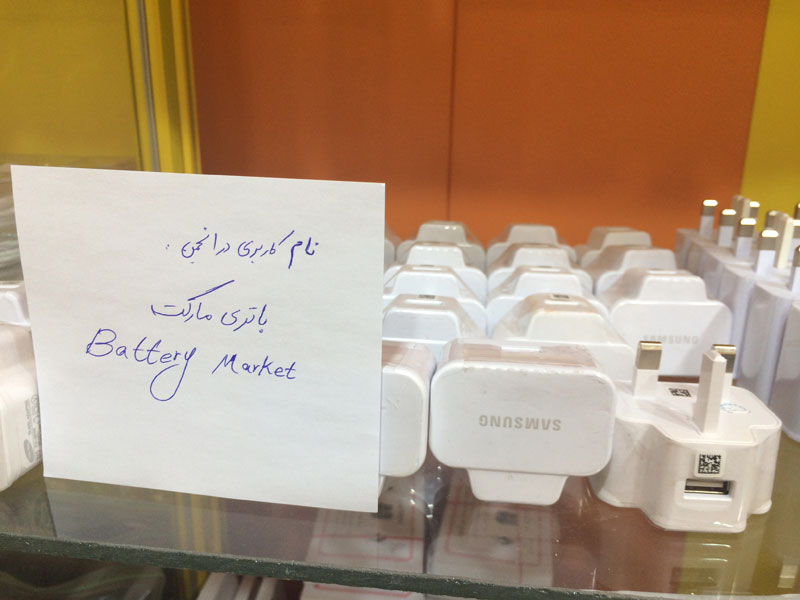 نام کاربری در انجمن :
باتری مارکت
Battery Market
SAMSUNG
SAMSUNG